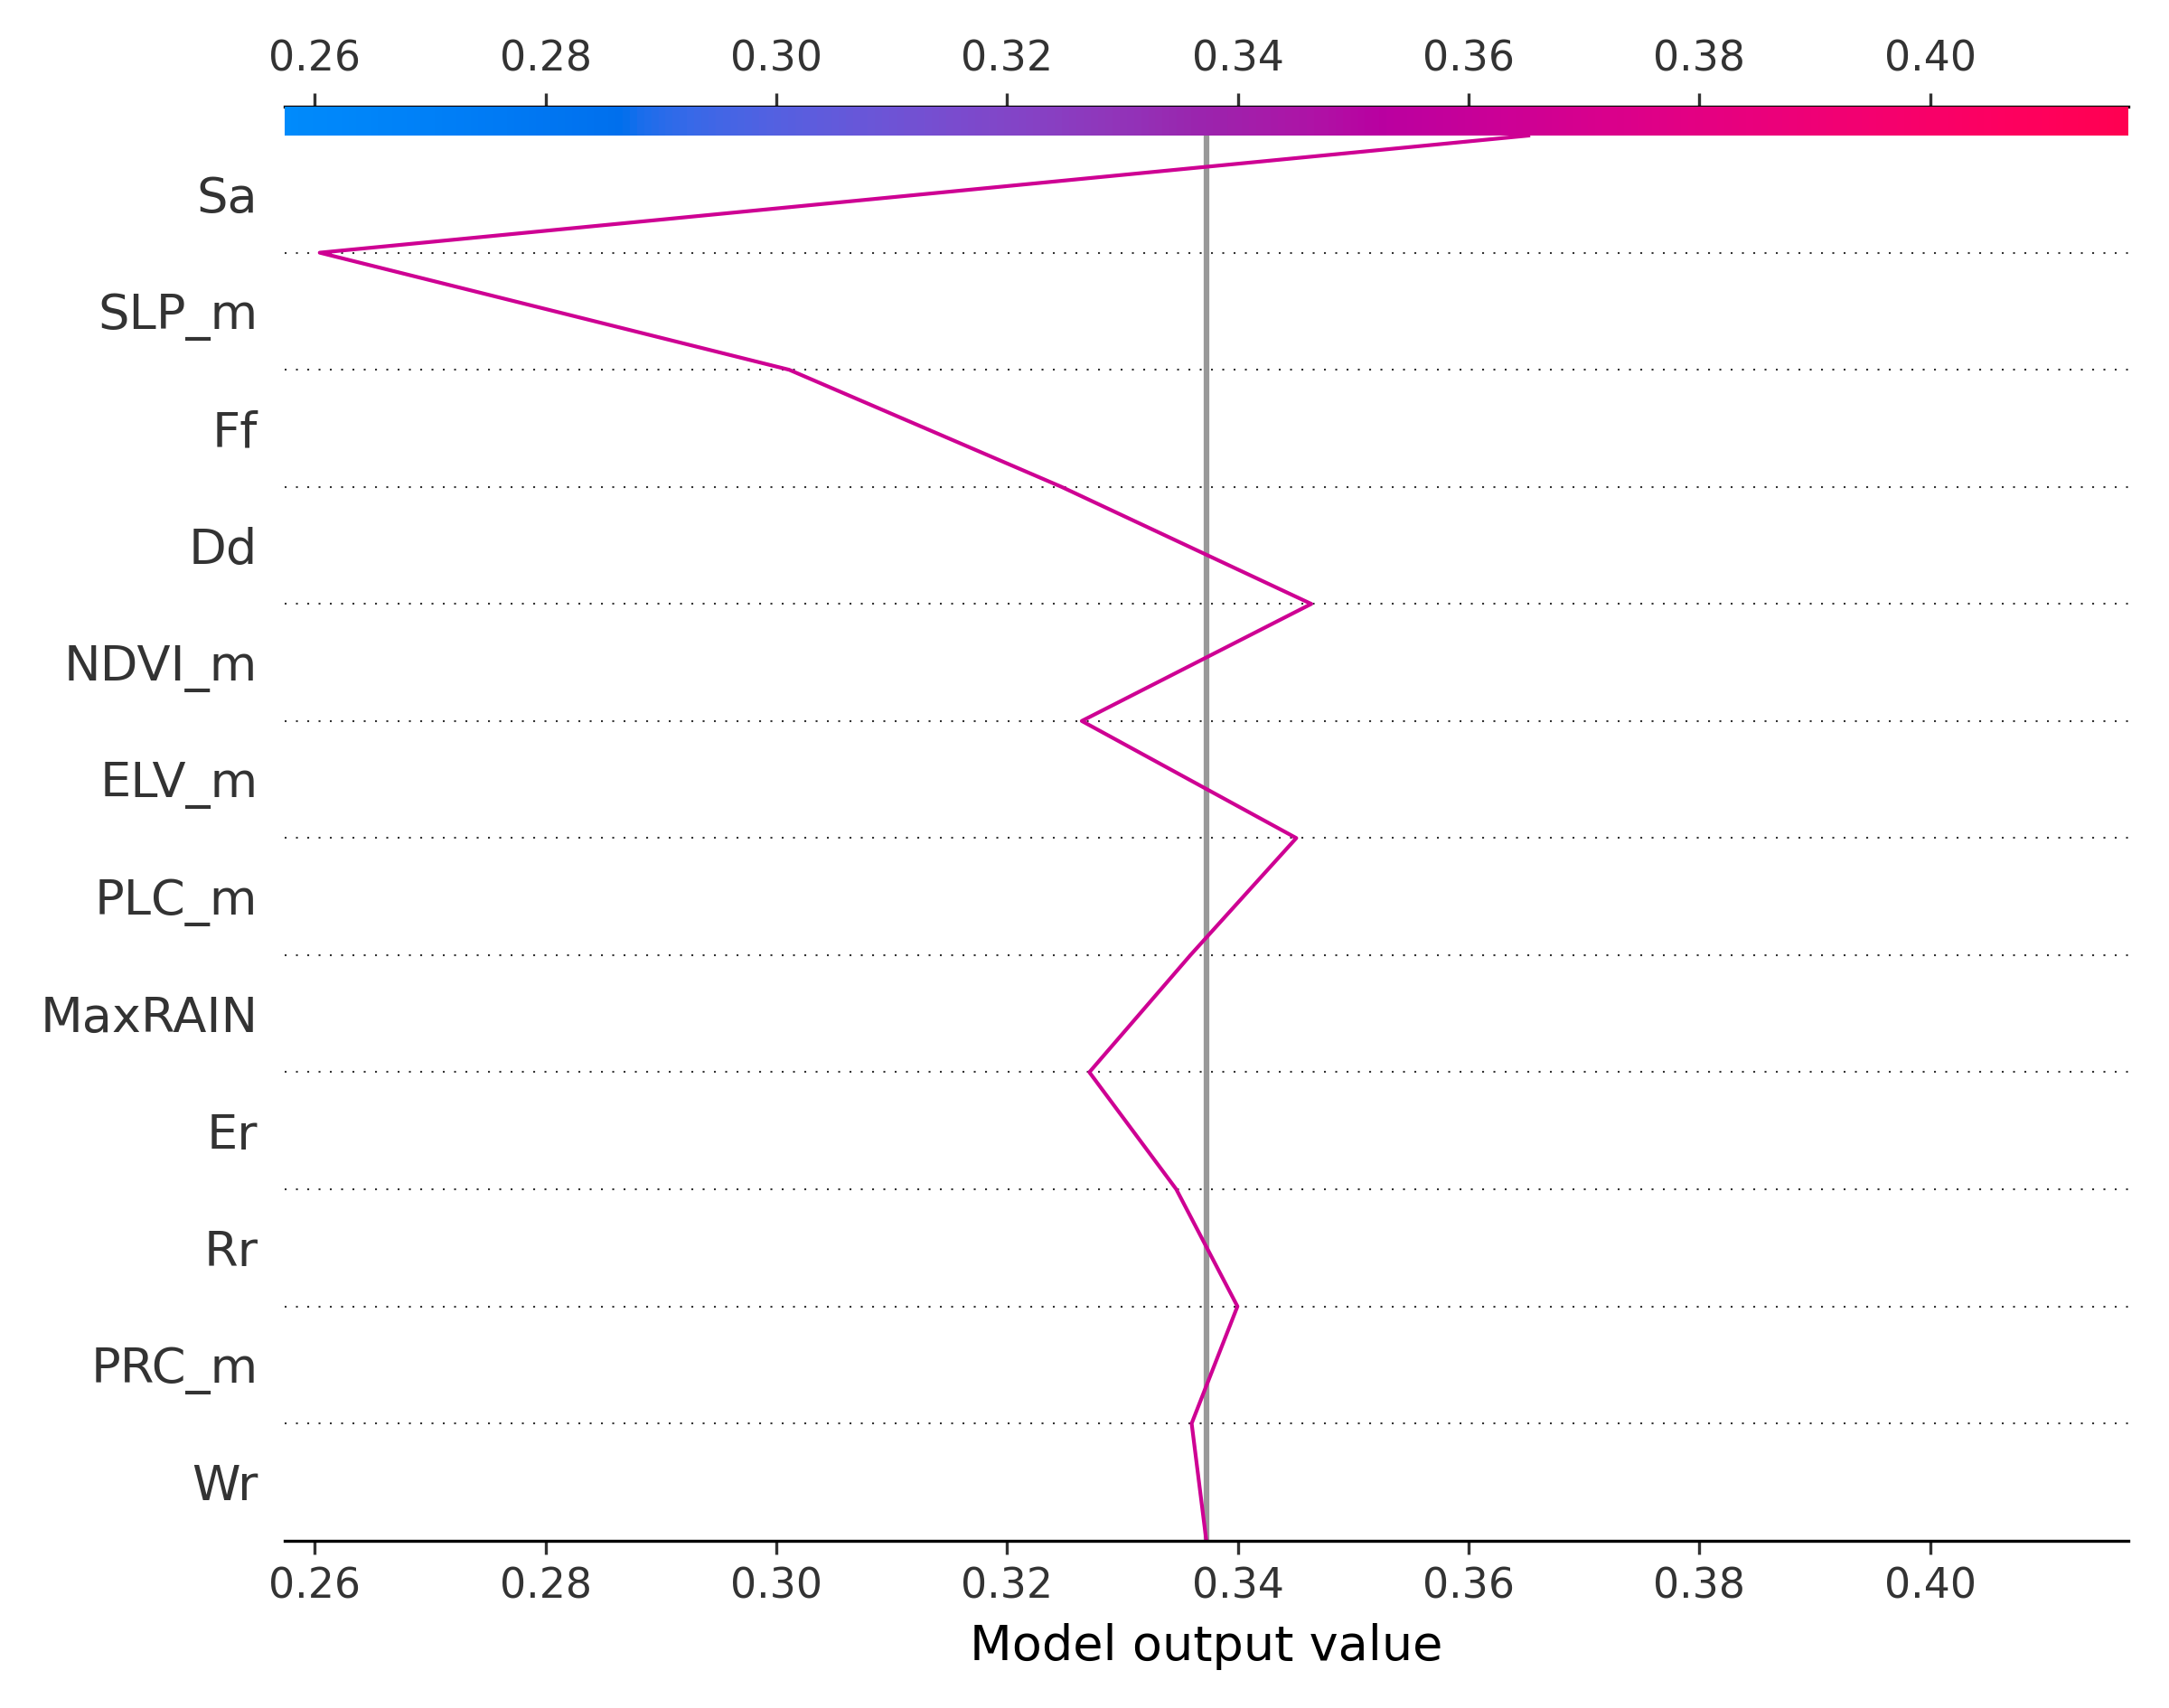 0.26 0.28 0.30 0.32 0.34 0.36 0.38 0.40
Sa
SLP_m
Ff
Dd
NDVI_m
ELV_m
PLC_m
MaxRAIN
Er
Rr
PRC_m
Wr
0.26 0.28 0.30 0.32 0.34 0.36 0.38 0.40
Model output value